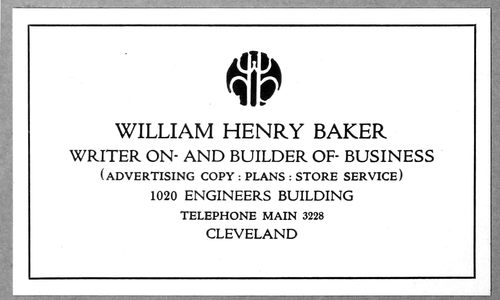 WILLIAM HENRY BAKER
WRITER ON- AND BUILDER OF- BUSINESS
(ADVERTISING COPY : PLANS : STORE SERVICE)
1020 ENGINEERS BUILDING
TELEPHONE MAIN 3228
CLEVELAND